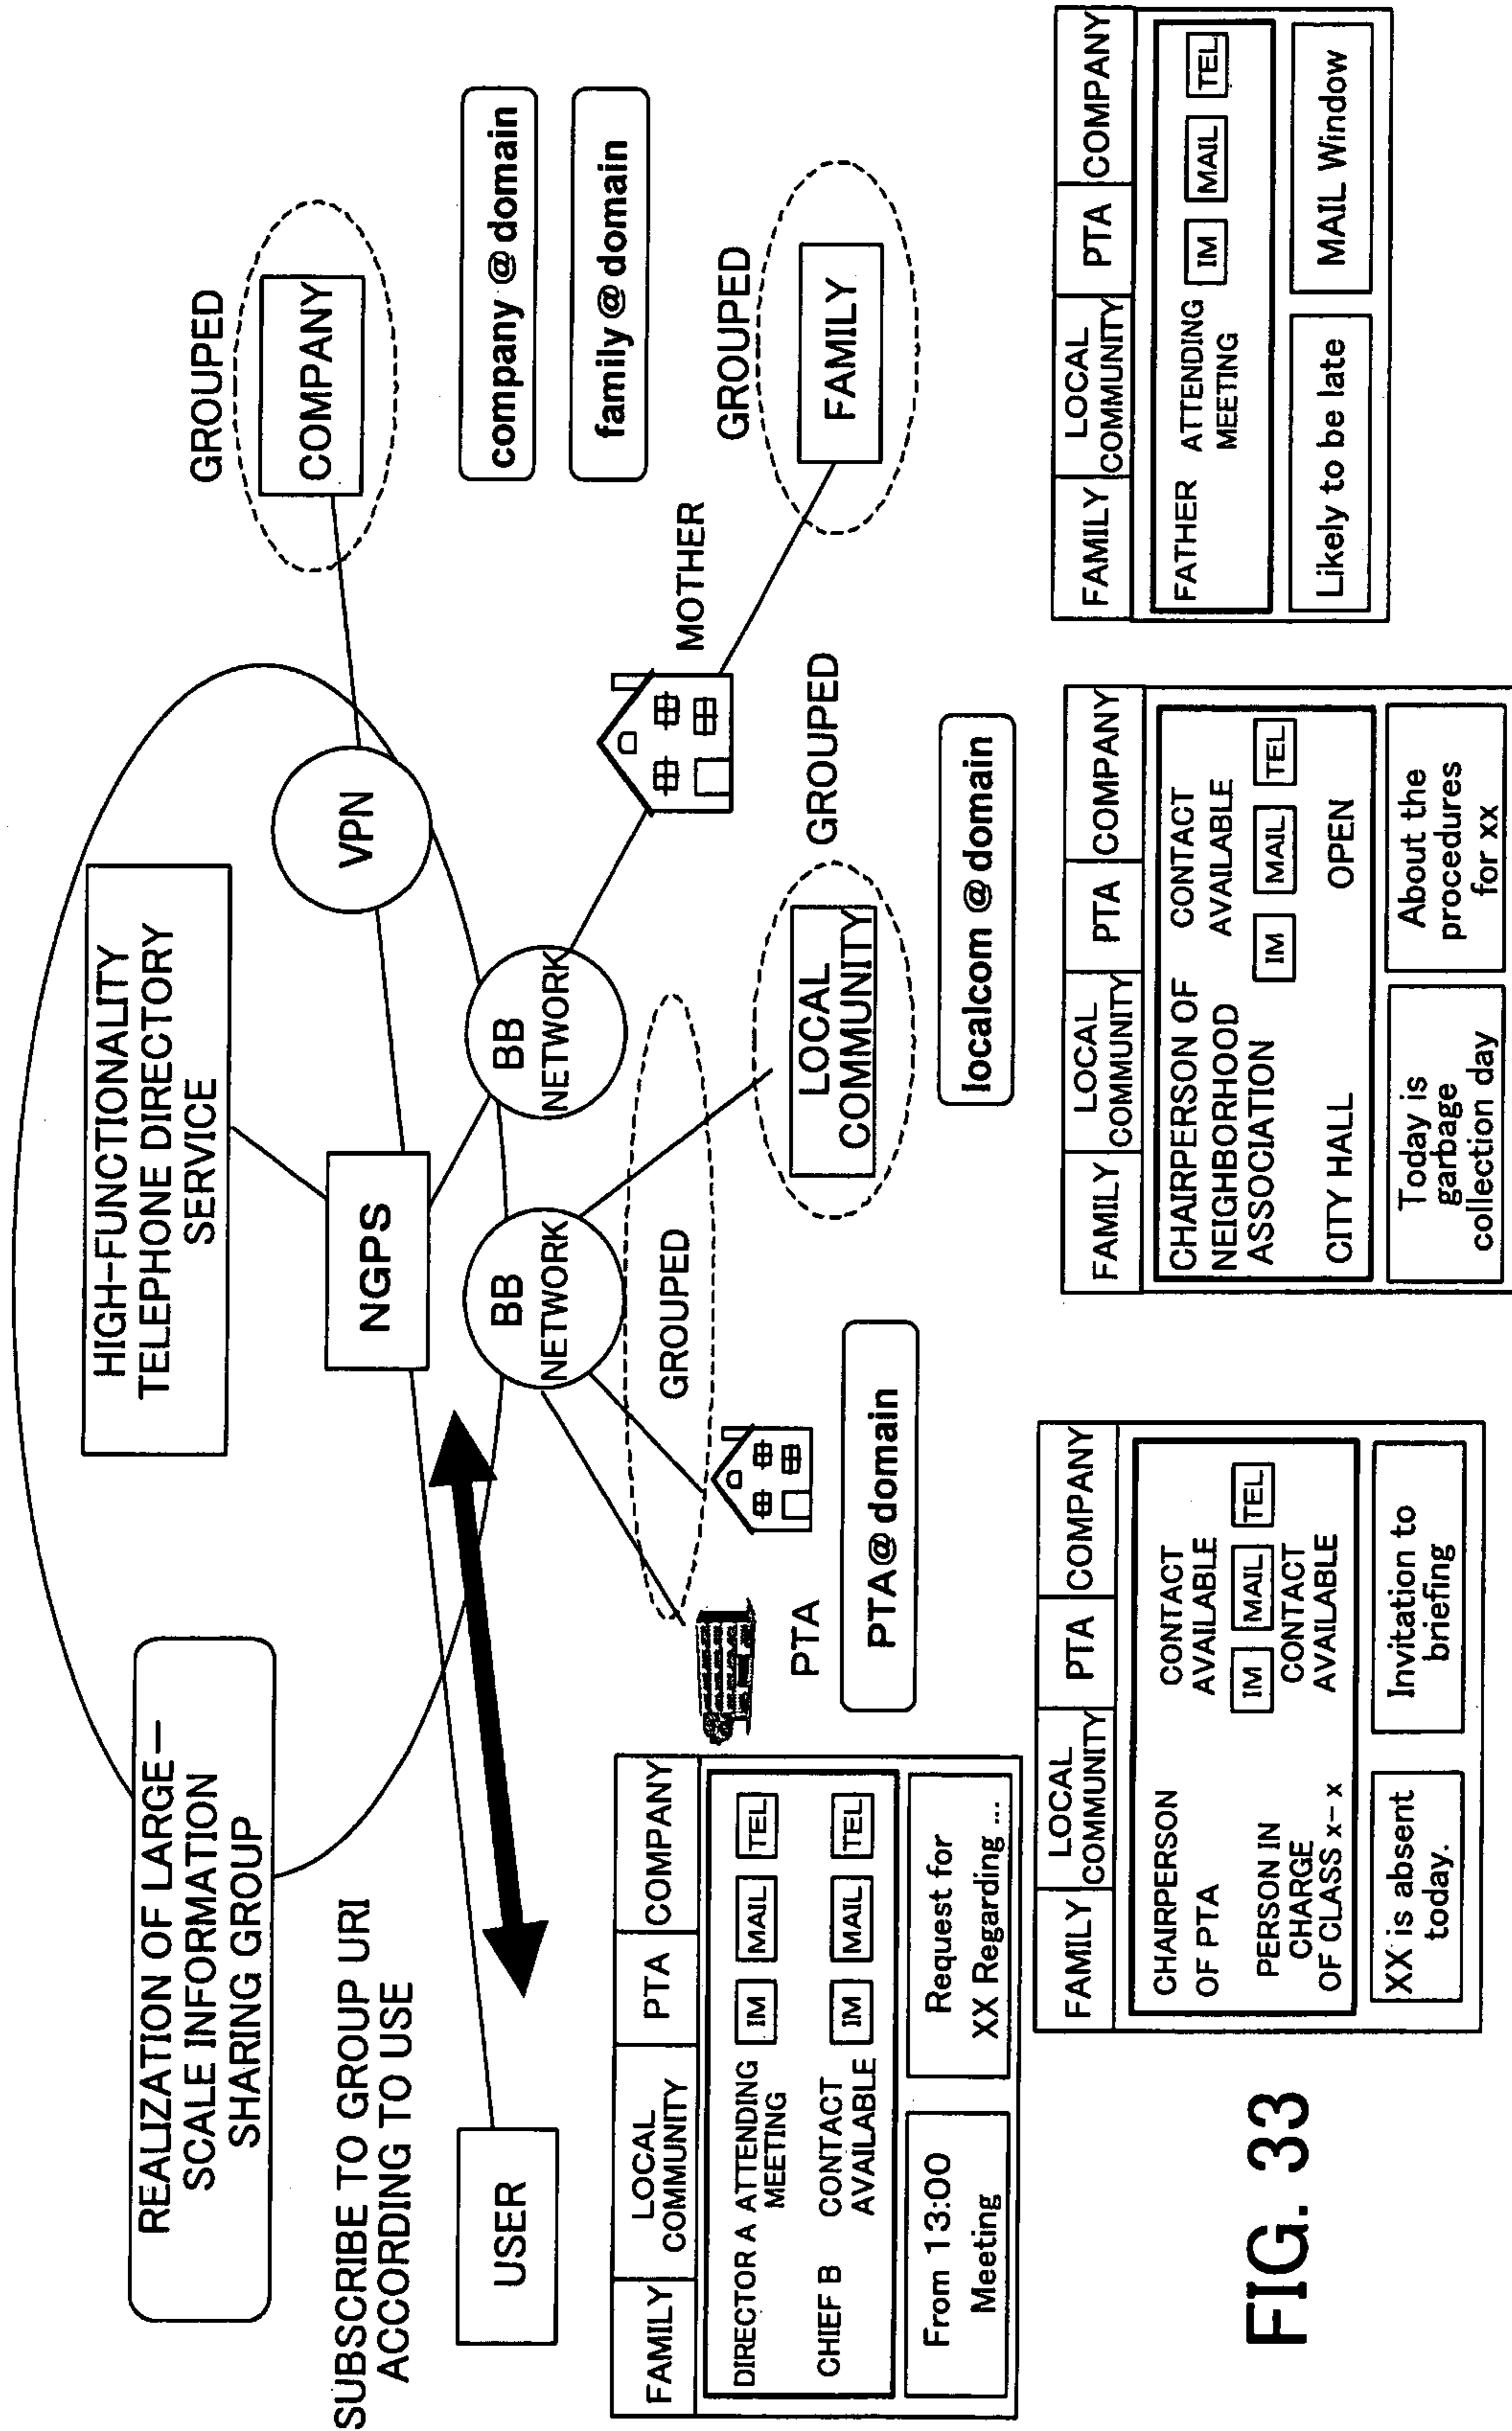 REALIZATION OF LARGE-
SCALE INFORMATION
SHARING GROUP
HIGH-FUNCTIONALITY
TELEPHONE DIRECTORY
SERVICE
SUBSCRIBE TO GROUP URI
ACCORDING TO USE
USER
NGPS
VPN
GROUPED
COMPANY
BB
NETWORK
BB
NETWORK
company@domain
family@domain
MOTHER
GROUPED
FAMILY
GROUPED
PTA
PTA@domain
GROUPED
LOCAL
COMMUNITY
localcom@domain
FAMILY
LOCAL
COMMUNITY
PTA
COMPANY
DIRECTOR A ATTENDING
MEETING
IM
MAIL
TEL
CHIEF B CONTACT
AVAILABLE
IM
MAIL
TEL
From 13:00
Meeting
Request for
XX Regarding ...
FAMILY
LOCAL
COMMUNITY
PTA
COMPANY
CHAIRPERSON
OF PTA
CONTACT
AVAILABLE
IM
MAIL
TEL
PERSON IN
CHARGE
OF CLASS x-x
CONTACT
AVAILABLE
XX is absent
today.
Invitation to
briefing
FAMILY
LOCAL
COMMUNITY
PTA
COMPANY
CHAIRPERSON OF
NEIGHBORHOOD
ASSOCIATION
CONTACT
AVAILABLE
IM
MAIL
TEL
CITY HALL
OPEN
Today is
garbage
collection day
About the
procedures
for xx
FAMILY
LOCAL
COMMUNITY
PTA
COMPANY
FATHER ATTENDING
MEETING
IM
MAIL
TEL
Likely to be late
MAIL Window
FIG. 33